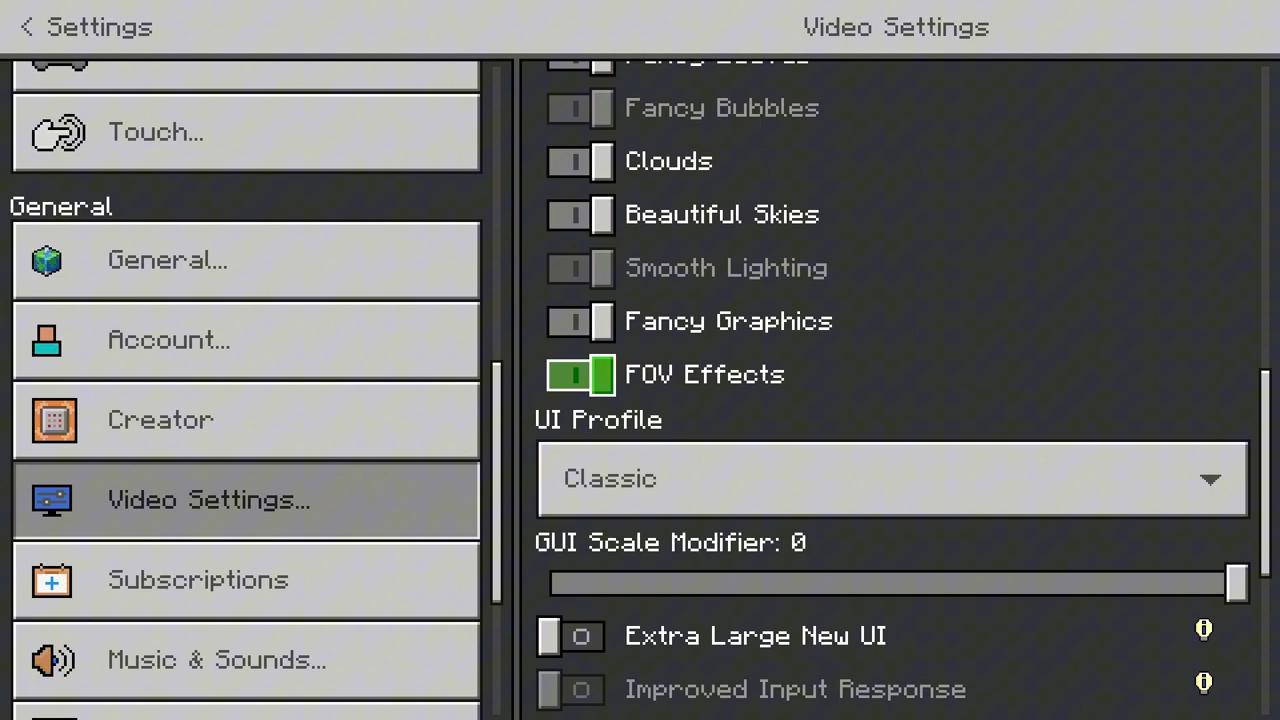 Settings
Video Settings
Touch...
General
General...
Account...
Creator
Video Settings...
Subscriptions
Music & Sounds...
Fancy Bubbles
Clouds
Beautiful Skies
Smooth Lighting
Fancy Graphics
FOV Effects
UI Profile
Classic
GUI Scale Modifier: 0
Extra Large New UI
Improved Input Response